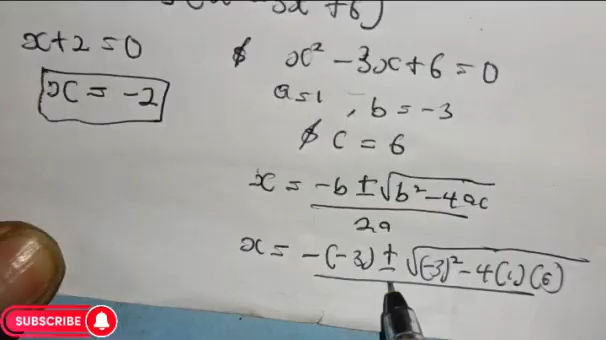 x+2=0
x = -2
& x² - 3x + 6 = 0
a=1, b = -3
& c = 6
x = -b ± √b² - 4ac
2a
x = -(-3) ± √(-3)² - 4(1)(6)
SUBSCRIBE